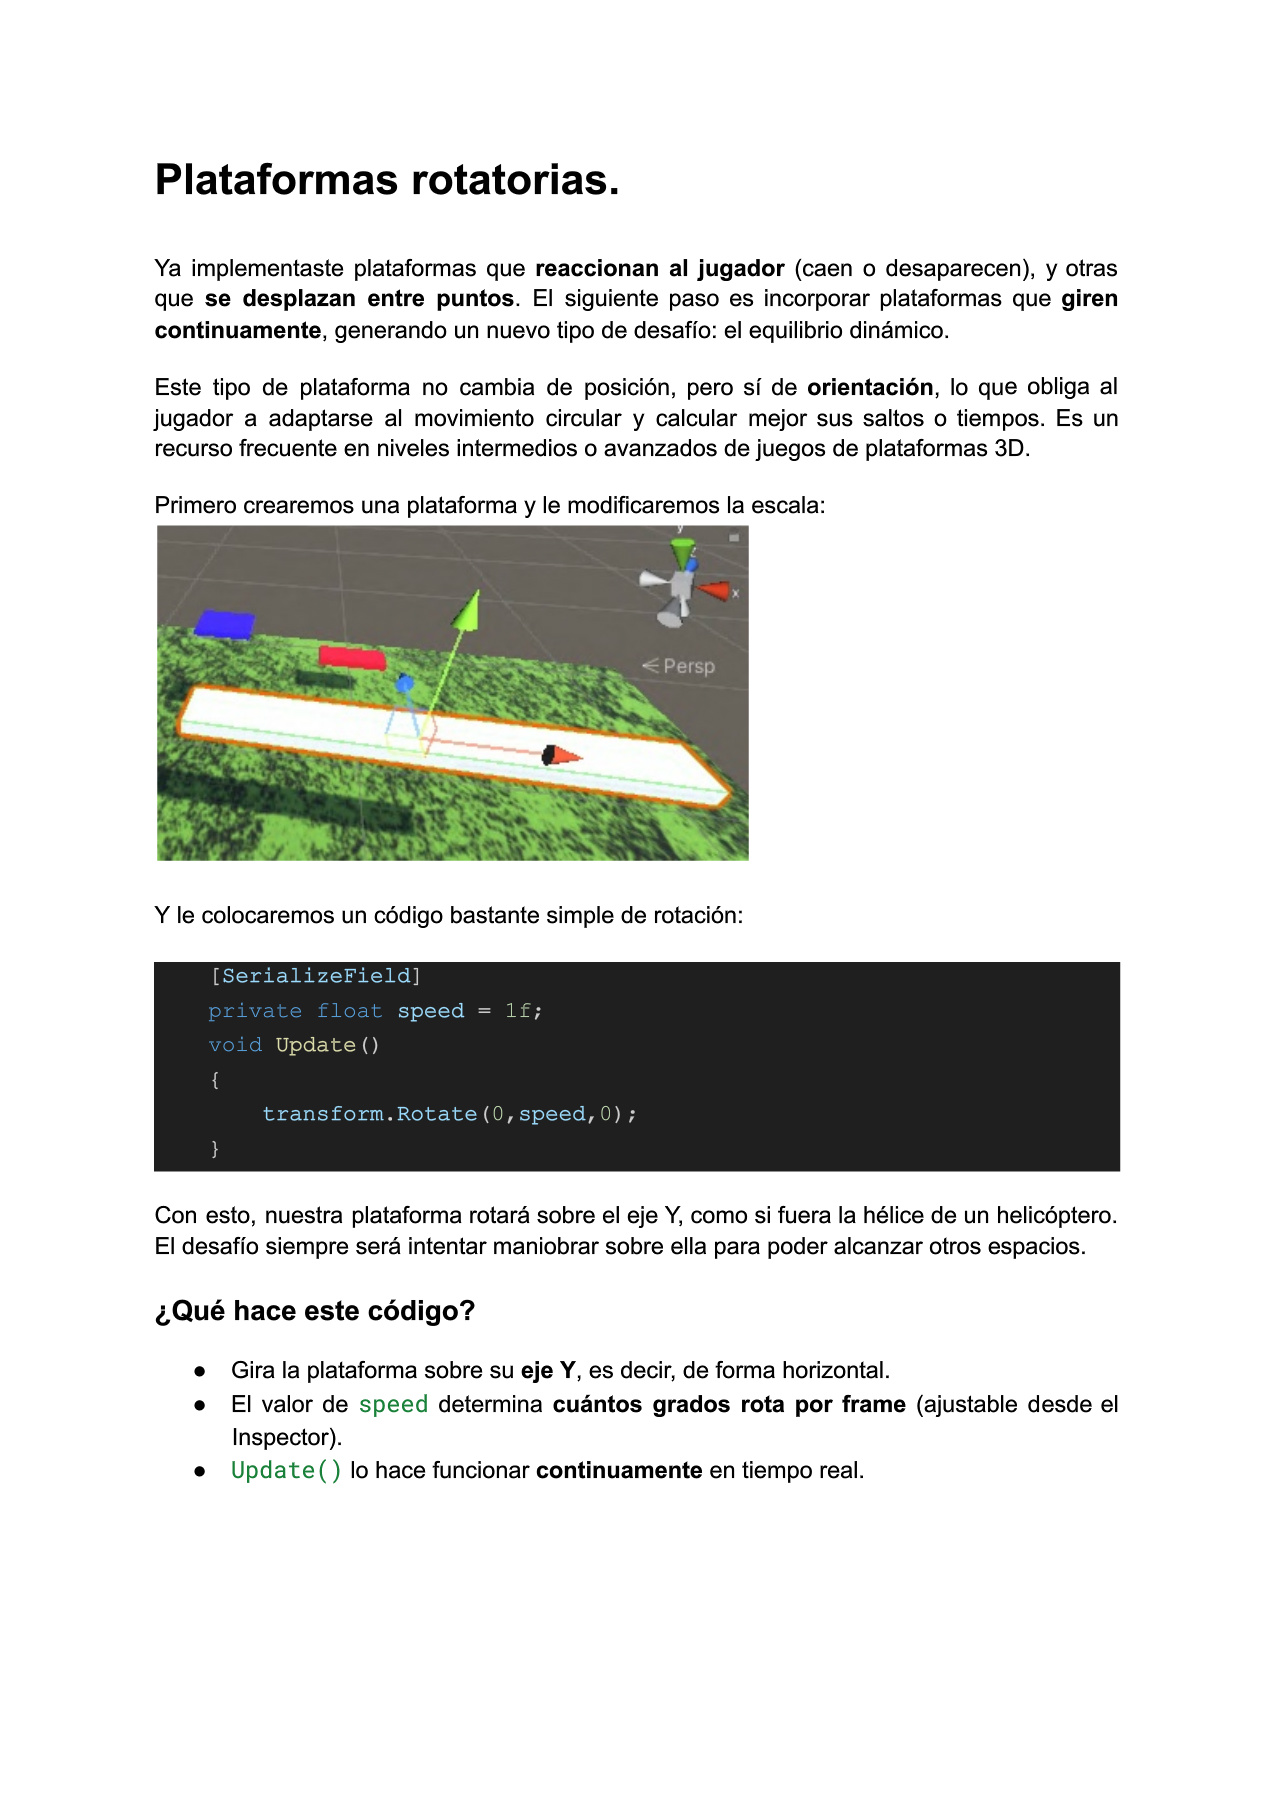 Plataformas rotatorias.
Ya implementaste plataformas que reaccionan al jugador (caen o desaparecen), y otras
que se desplazan entre puntos. El siguiente paso es incorporar plataformas que giren
continuamente, generando un nuevo tipo de desafío: el equilibrio dinámico.
Este tipo de plataforma no cambia de posición, pero sí de orientación, lo que obliga al
jugador a adaptarse al movimiento circular y calcular mejor sus saltos o tiempos. Es un
recurso frecuente en niveles intermedios o avanzados de juegos de plataformas 3D.
Primero crearemos una plataforma y le modificaremos la escala:
y
z
x
Persp
Y le colocaremos un código bastante simple de rotación:
[SerializeField]
private float speed = 1f;
void Update()
{
transform.Rotate(0,speed,0);
}
Con esto, nuestra plataforma rotará sobre el eje Y, como si fuera la hélice de un helicóptero.
El desafío siempre será intentar maniobrar sobre ella para poder alcanzar otros espacios.
¿Qué hace este código?
● Gira la plataforma sobre su eje Y, es decir, de forma horizontal.
● El valor de speed determina cuántos grados rota por frame (ajustable desde el
Inspector).
● Update() lo hace funcionar continuamente en tiempo real.